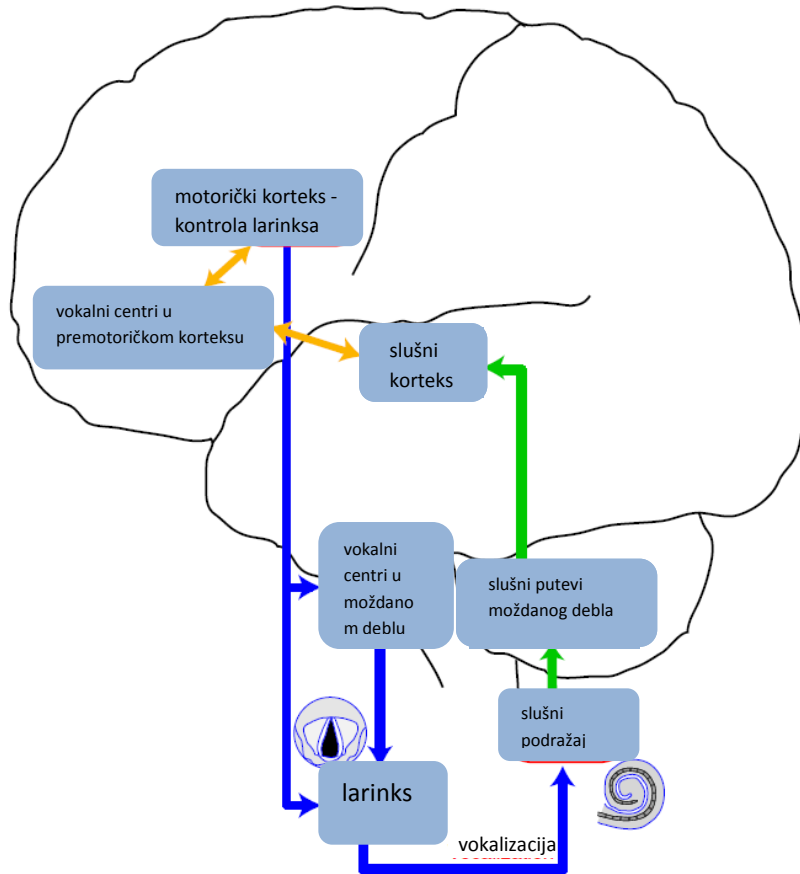 motorički korteks -
kontrola larinksa
vokalni centri u
premotoričkom korteksu
slušni
korteks
vokalni
centri u
moždano
m deblu
slušni putevi
moždanog debla
slušni
podražaj
larinks
vokalizacija